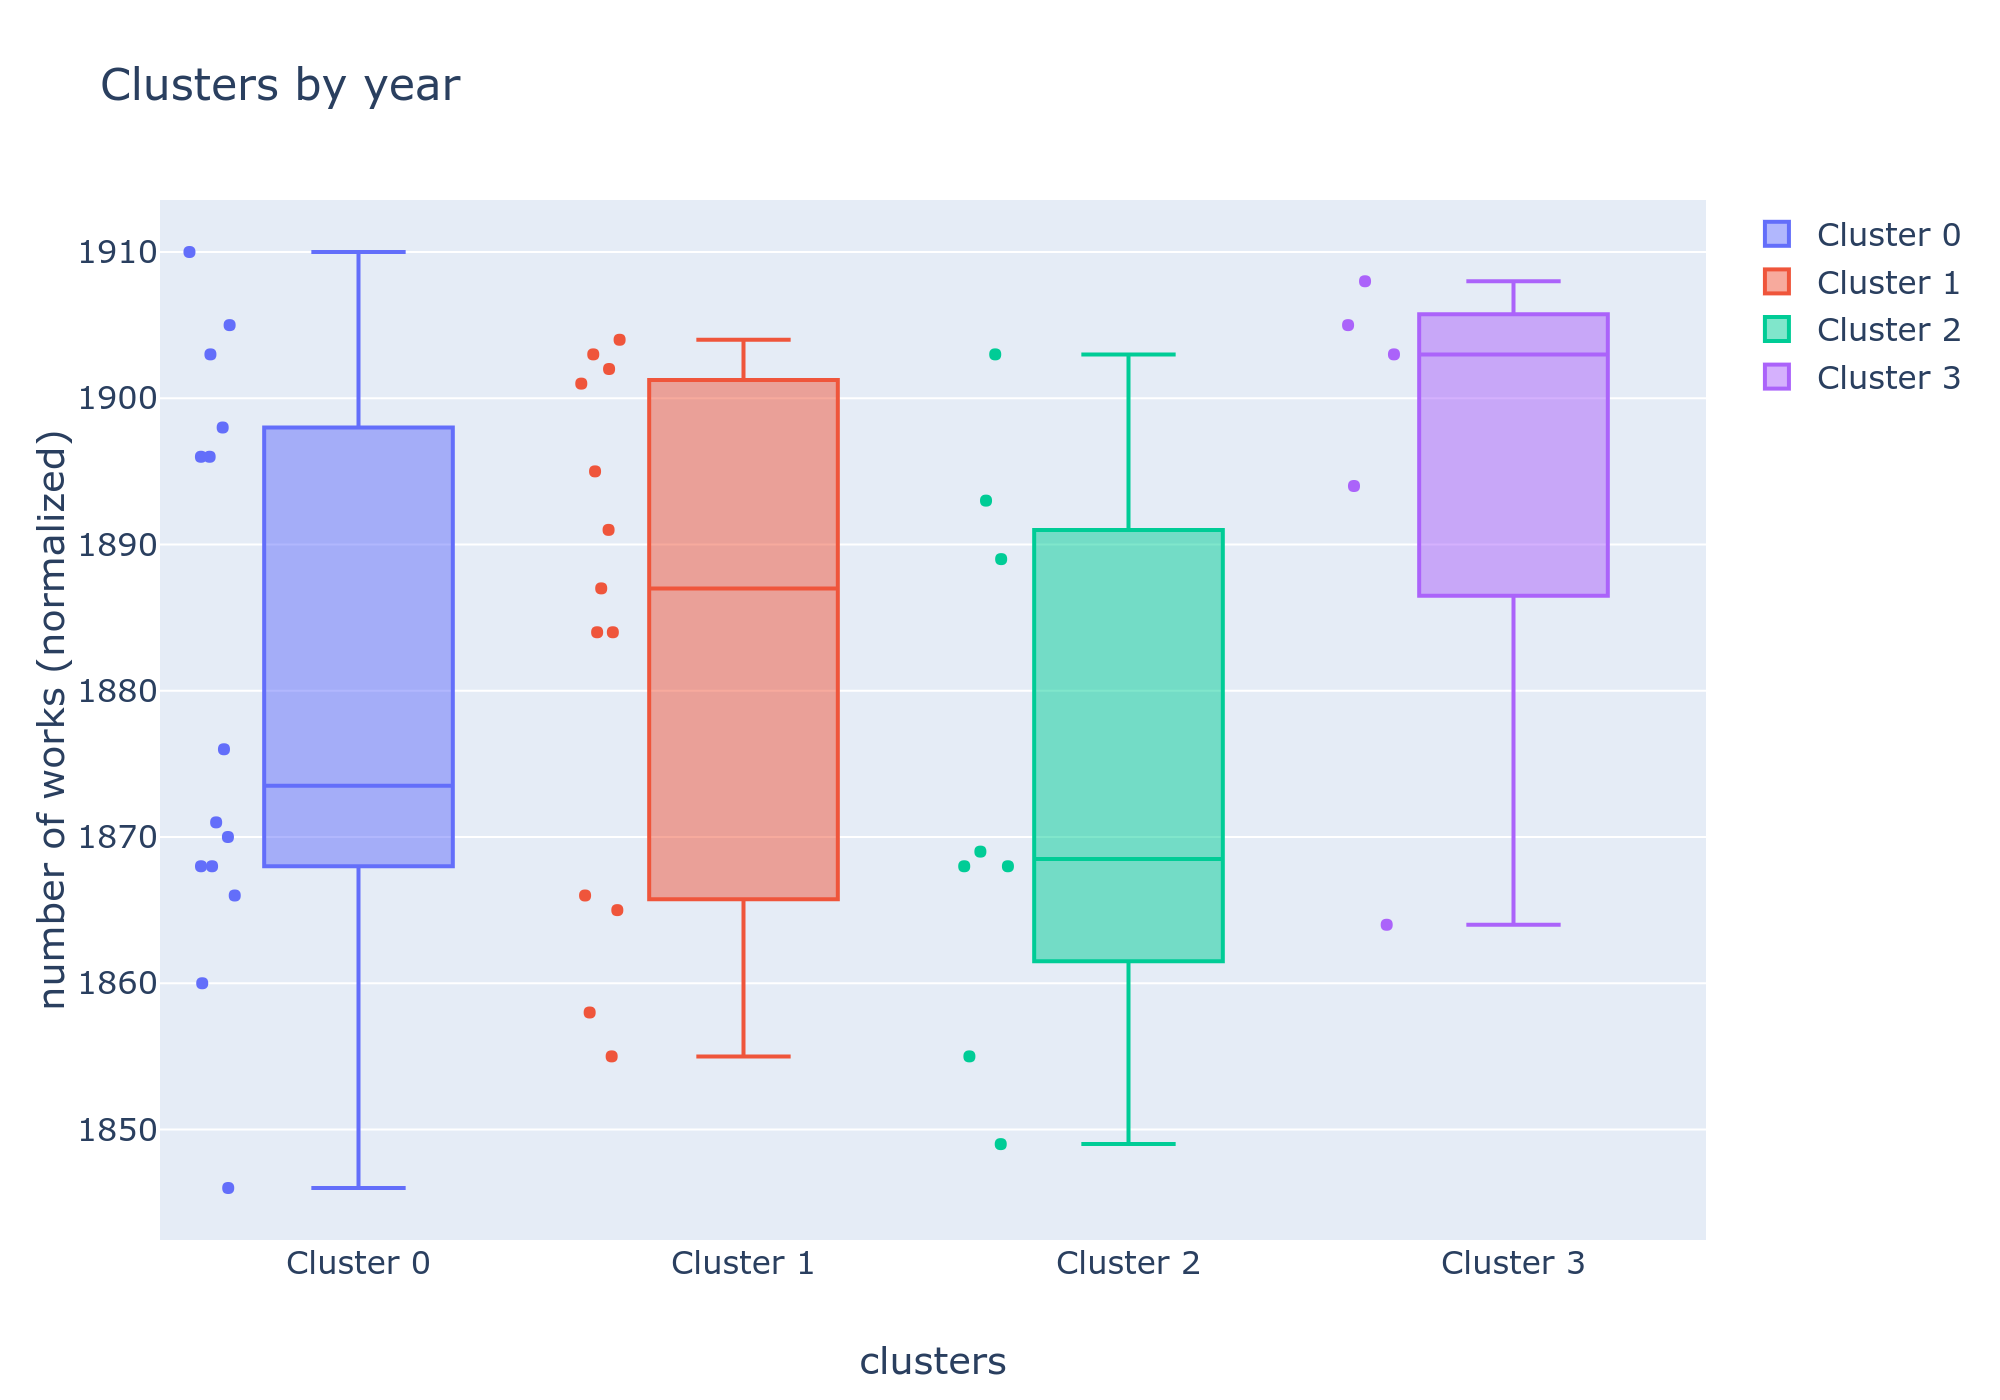 Clusters by year
number of works (normalized)
1910
1900
1890
1880
1870
1860
1850
Cluster 0
Cluster 1
Cluster 2
Cluster 3
clusters
Cluster 0
Cluster 1
Cluster 2
Cluster 3